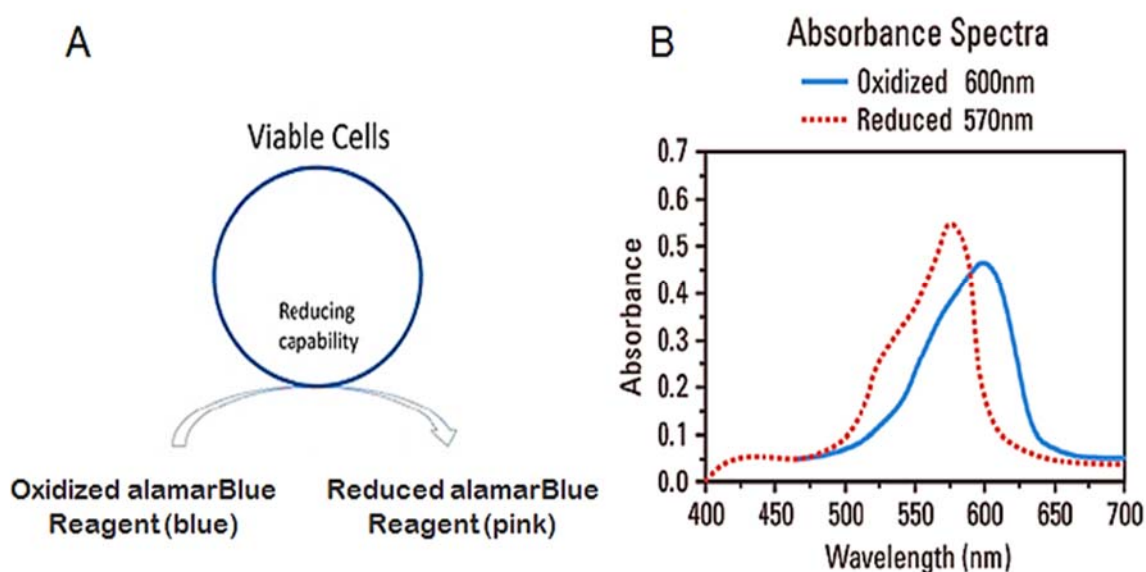 A
Viable Cells
Reducing
capability
Oxidized alamarBlue
Reagent (blue)
Reduced alamarBlue
Reagent (pink)
B
Absorbance Spectra
Oxidized 600nm
Reduced 570nm
Absorbance
0.7
0.6
0.5
0.4
0.3
0.2
0.1
0.0
400 450 500 550 600 650 700
Wavelength (nm)